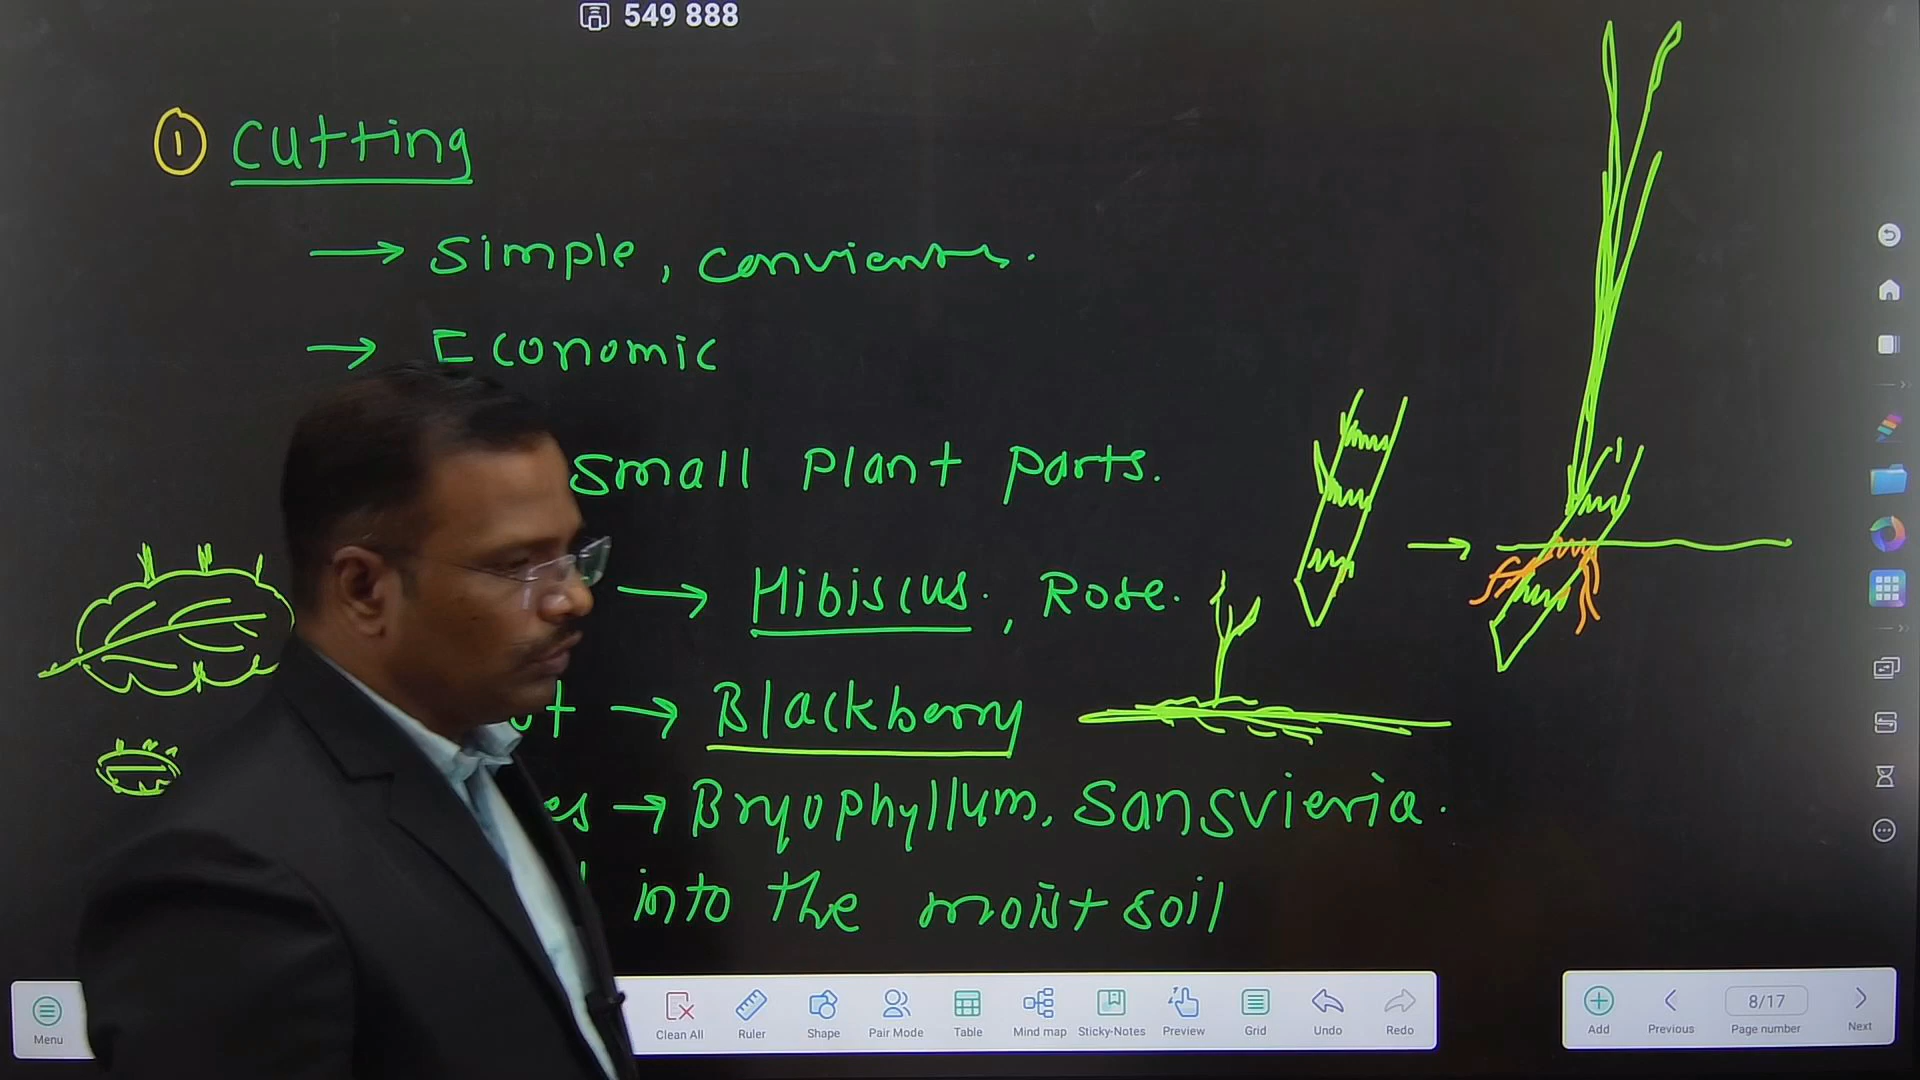 549 888
① Cutting
→ Simple,
→ Economic
Small Plant Parts.
→ Hibiscus. , Rose.
→ Blackberry
→ Bryophyllum, Sansvieria.
into the moist soil
Menu Clean All Ruler Shape Pair Mode Table Mind map Sticky-Notes Preview Grid Undo Redo Add Previous 8/17 Page number Next